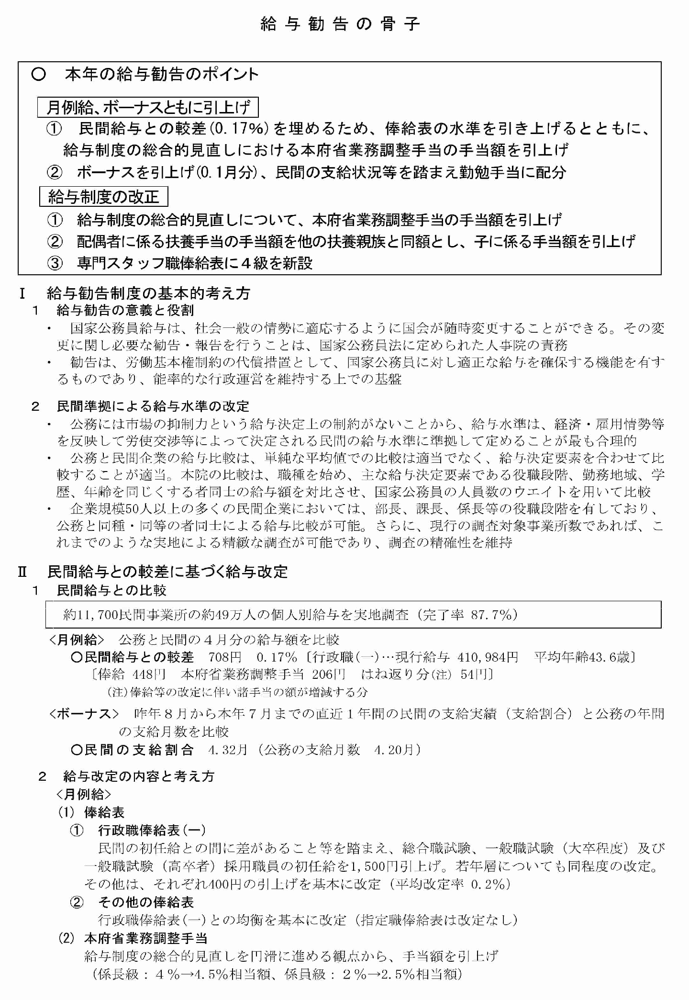 給与勧告の骨子
○　本年の給与勧告のポイント
月例給、ボーナスともに引上げ
①　民間給与との較差(0.17%)を埋めるため、俸給表の水準を引き上げるとともに、
給与制度の総合的見直しにおける本府省業務調整手当の手当額を引上げ
②　ボーナスを引上げ(0.1月分)、民間の支給状況等を踏まえ勤勉手当に配分
給与制度の改正
①　給与制度の総合的見直しについて、本府省業務調整手当の手当額を引上げ
②　配偶者に係る扶養手当の手当額を他の扶養親族と同額とし、子に係る手当額を引上げ
③　専門スタッフ職俸給表に４級を新設
Ⅰ　給与勧告制度の基本的考え方
１　給与勧告の意義と役割
・　国家公務員給与は、社会一般の情勢に適応するように国会が随時変更することができる。その変
更に関し必要な勧告・報告を行うことは、国家公務員法に定められた人事院の責務
・　勧告は、労働基本権制約の代償措置として、国家公務員に対し適正な給与を確保する機能を有す
るものであり、能率的な行政運営を維持する上での基盤
２　民間準拠による給与水準の改定
・　公務には市場の抑制力という給与決定上の制約がないことから、給与水準は、経済・雇用情勢等
を反映して労使交渉等によって決定される民間の給与水準に準拠して定めることが最も合理的
・　公務と民間企業の給与比較は、単純な平均値での比較は適当でなく、給与決定要素を合わせて比
較することが適当。本院の比較は、職種を始め、主な給与決定要素である役職段階、勤務地域、学
歴、年齢を同じくする者同士の給与額を対比させ、国家公務員の人員数のウエイトを用いて比較
・　企業規模50人以上の多くの民間企業においては、部長、課長、係長等の役職段階を有しており、
公務と同種・同等の者同士による給与比較が可能。さらに、現行の調査対象事業所数であれば、こ
れまでのような実地による精緻な調査が可能であり、調査の精確性を維持
Ⅱ　民間給与との較差に基づく給与改定
１　民間給与との比較
約11,700民間事業所の約49万人の個人別給与を実地調査（完了率 87.7%）
<月例給>　公務と民間の４月分の給与額を比較
○民間給与との較差　708円　0.17%〔行政職(一)…現行給与 410,984円　平均年齢43.6歳〕
〔俸給 448円　本府省業務調整手当 206円　はね返り分(注) 54円〕
(注)俸給等の改定に伴い諸手当の額が増減する分
<ボーナス>　昨年８月から本年７月までの直近１年間の民間の支給実績（支給割合）と公務の年間
の支給月数を比較
○民間の支給割合　4.32月（公務の支給月数　4.20月）
２　給与改定の内容と考え方
<月例給>
(1) 俸給表
①　行政職俸給表(一)
民間の初任給との間に差があること等を踏まえ、総合職試験、一般職試験（大卒程度）及び
一般職試験（高卒者）採用職員の初任給を1,500円引上げ。若年層についても同程度の改定。
その他は、それぞれ400円の引上げを基本に改定（平均改定率 0.2%）
②　その他の俸給表
行政職俸給表(一)との均衡を基本に改定（指定職俸給表は改定なし）
(2) 本府省業務調整手当
給与制度の総合的見直しを円滑に進める観点から、手当額を引上げ
（係長級：４%→4.5%相当額、係員級：２%→2.5%相当額）